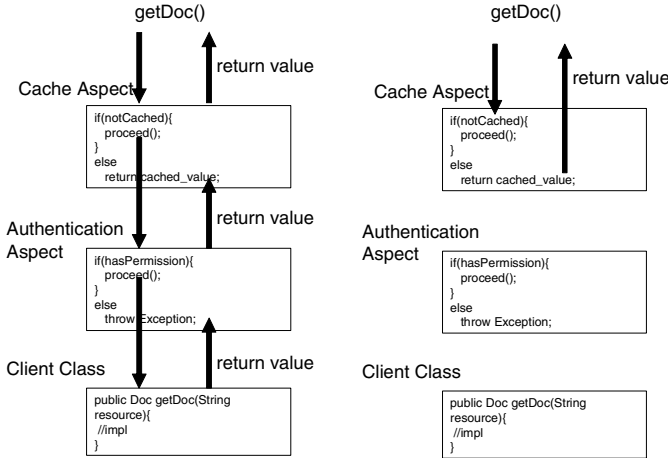 getDoc()
return value
Cache Aspect
if(notCached){
proceed();
}
else
return cached_value;
return value
Authentication
Aspect
if(hasPermission){
proceed();
}
else
throw Exception;
return value
Client Class
public Doc getDoc(String
resource){
//impl
}
getDoc()
return value
Cache Aspect
if(notCached){
proceed();
}
else
return cached_value;
Authentication
Aspect
if(hasPermission){
proceed();
}
else
throw Exception;
Client Class
public Doc getDoc(String
resource){
//impl
}